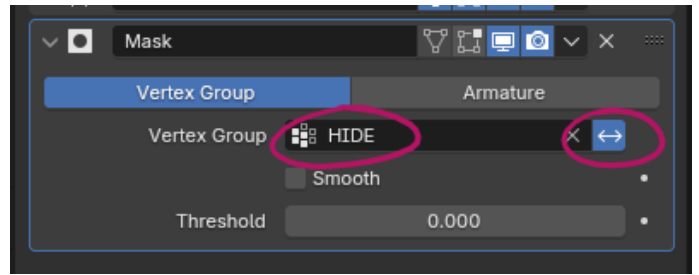 Mask
Vertex Group Armature
Vertex Group HIDE
Smooth
Threshold 0.000